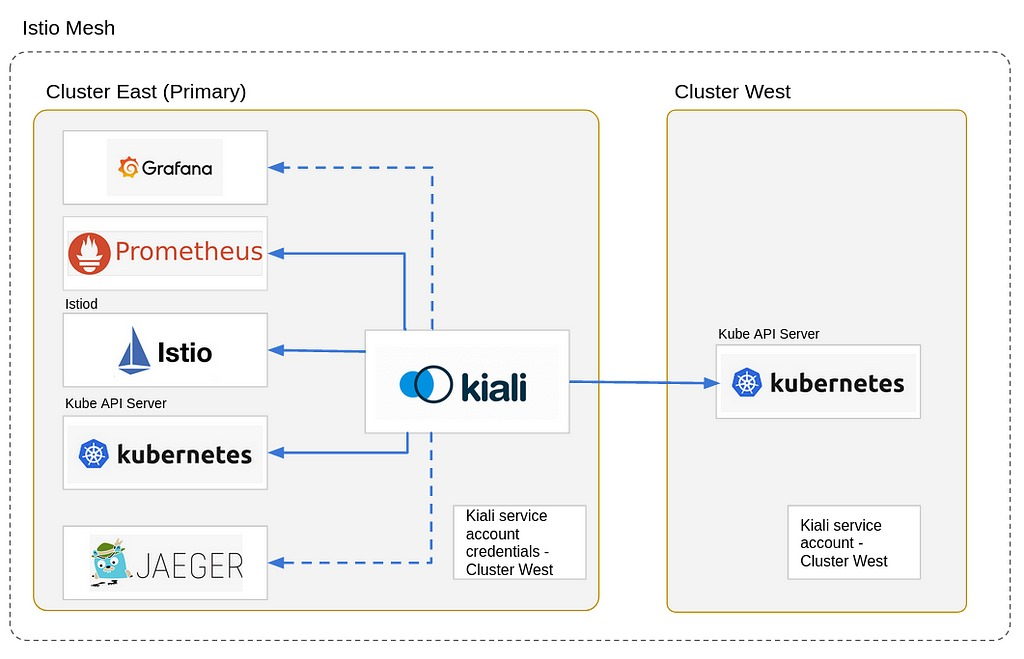 Istio Mesh
Cluster East (Primary)
Cluster West
Grafana
Prometheus
Istiod
Istio
Kube API Server
kubernetes
JAEGER
kiali
Kiali service
account
credentials -
Cluster West
Kube API Server
kubernetes
Kiali service
account -
Cluster West